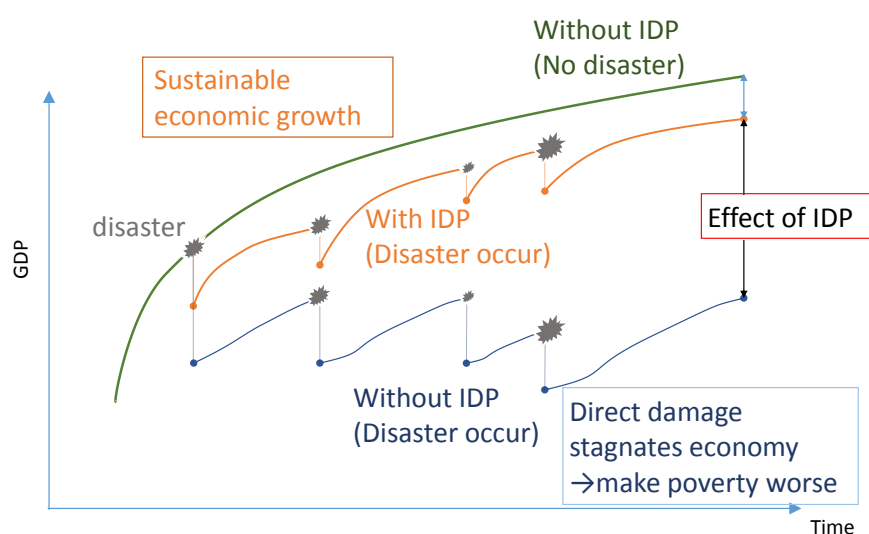 Without IDP
(No disaster)
Sustainable
economic growth
disaster
With IDP
(Disaster occur)
Effect of IDP
GDP
Without IDP
(Disaster occur)
Direct damage
stagnates economy
→make poverty worse
Time